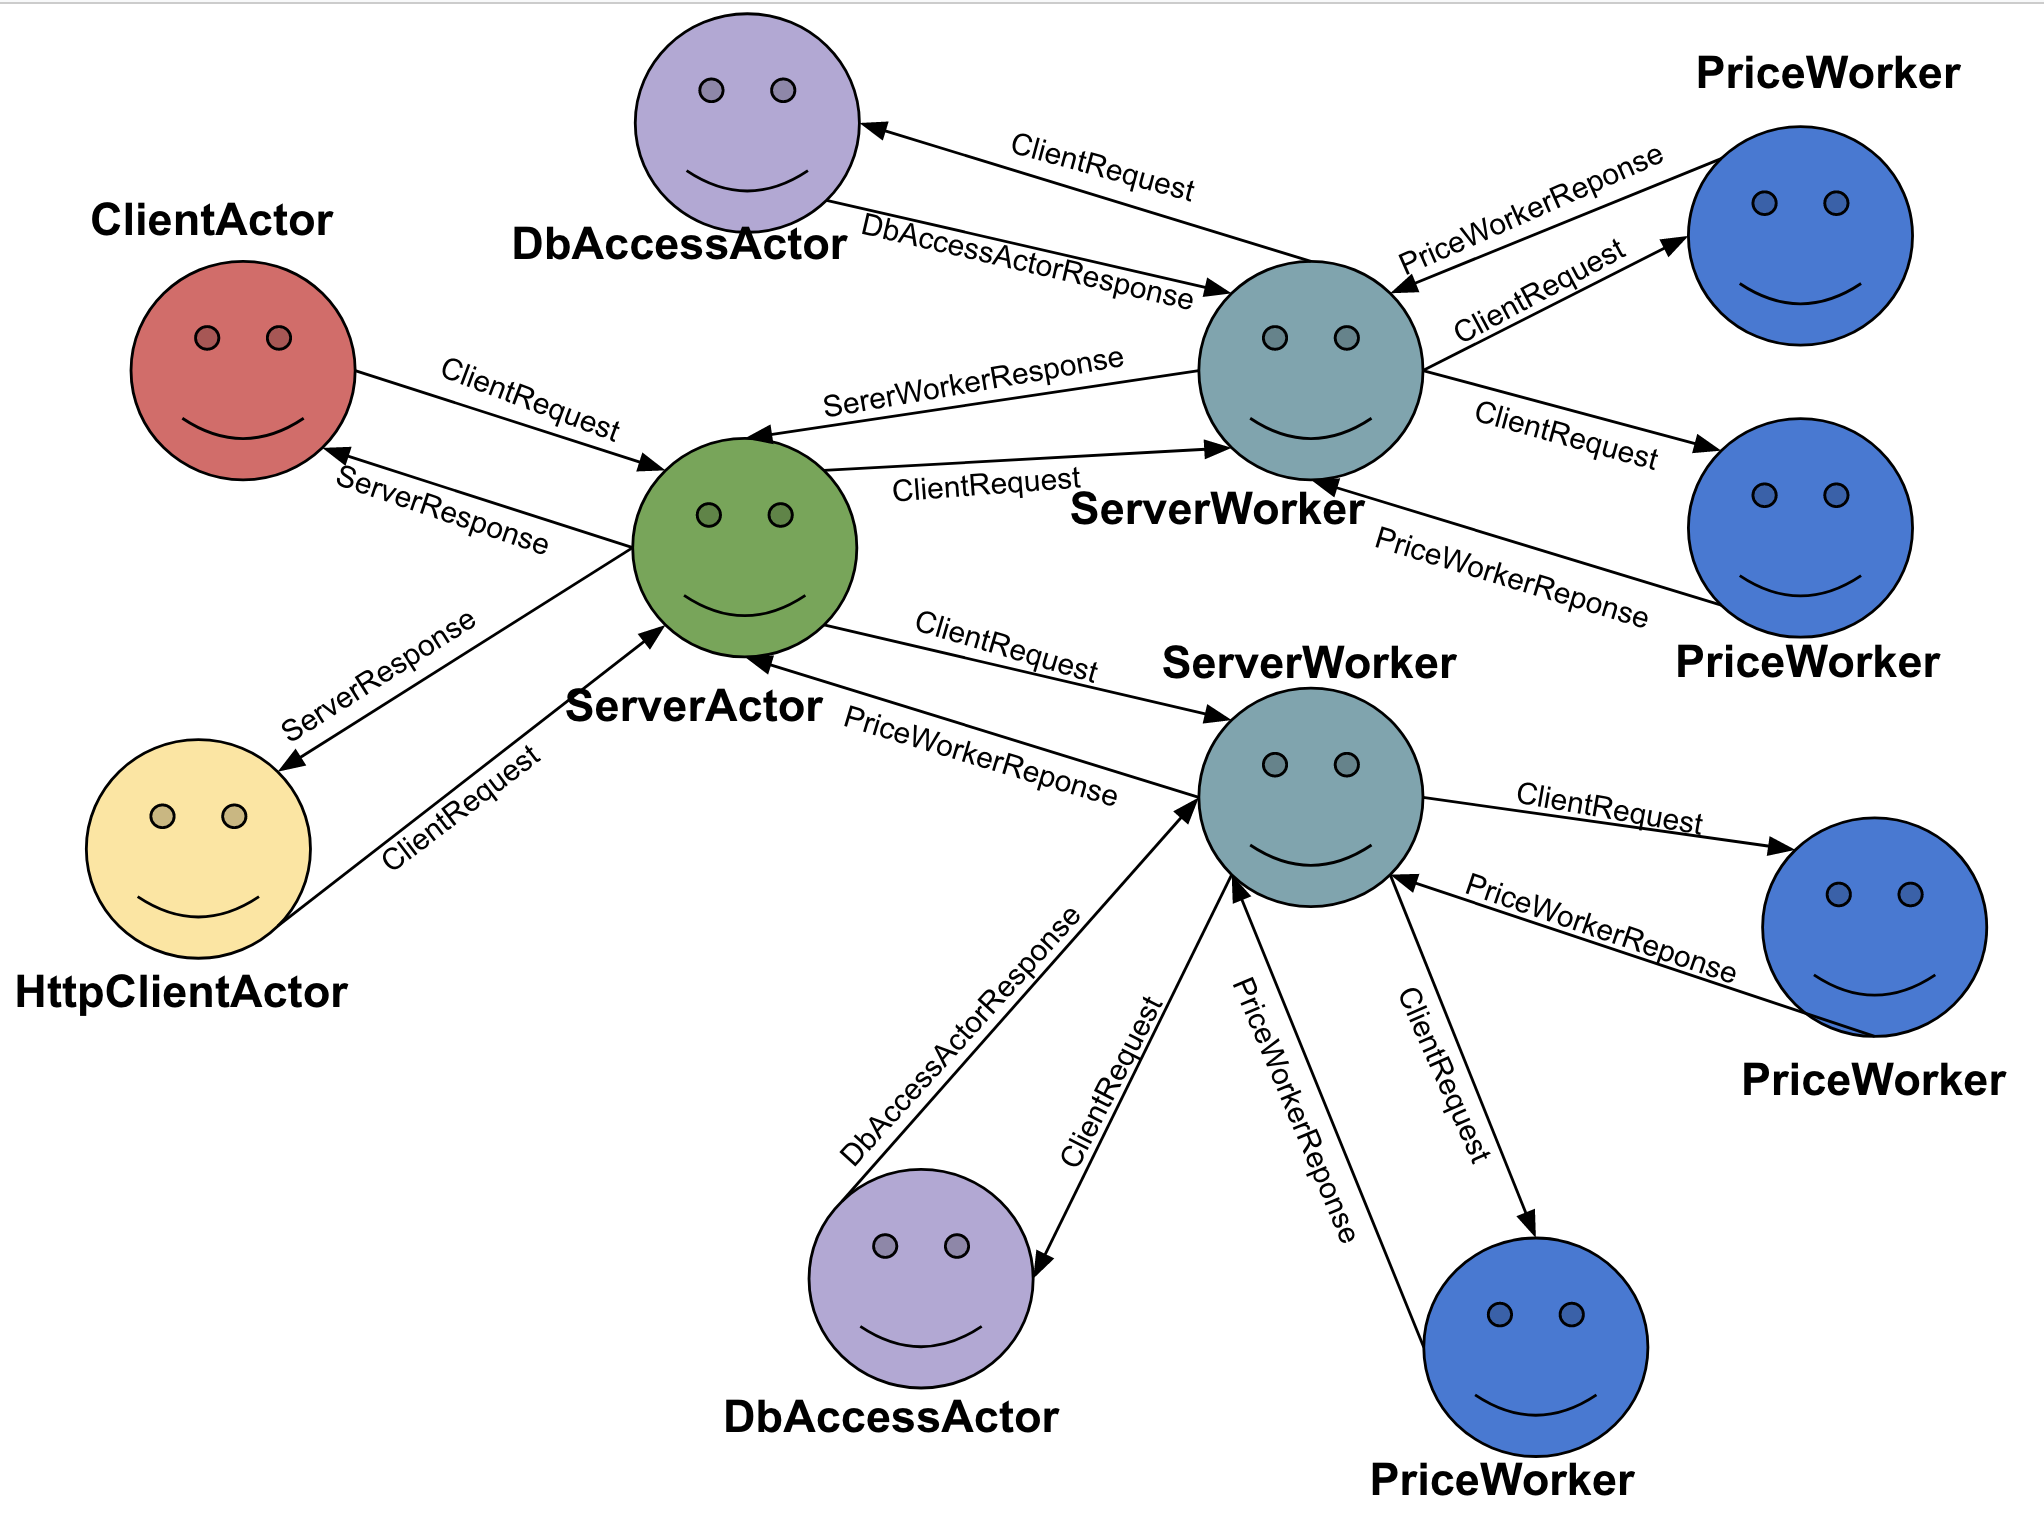 PriceWorker
ClientRequest
PriceWorkerReponse
ClientActor
DbAccessActor
DbAccessActorResponse
ClientRequest
SererWorkerResponse
ClientRequest
ClientRequest
ServerResponse
ClientRequest
ServerWorker
PriceWorkerReponse
PriceWorker
ServerResponse
ClientRequest
ServerWorker
ServerActor
PriceWorkerReponse
ClientRequest
ClientRequest
PriceWorkerReponse
HttpClientActor
DbAccessActorResponse
ClientRequest
PriceWorkerReponse
ClientRequest
PriceWorker
DbAccessActor
PriceWorker